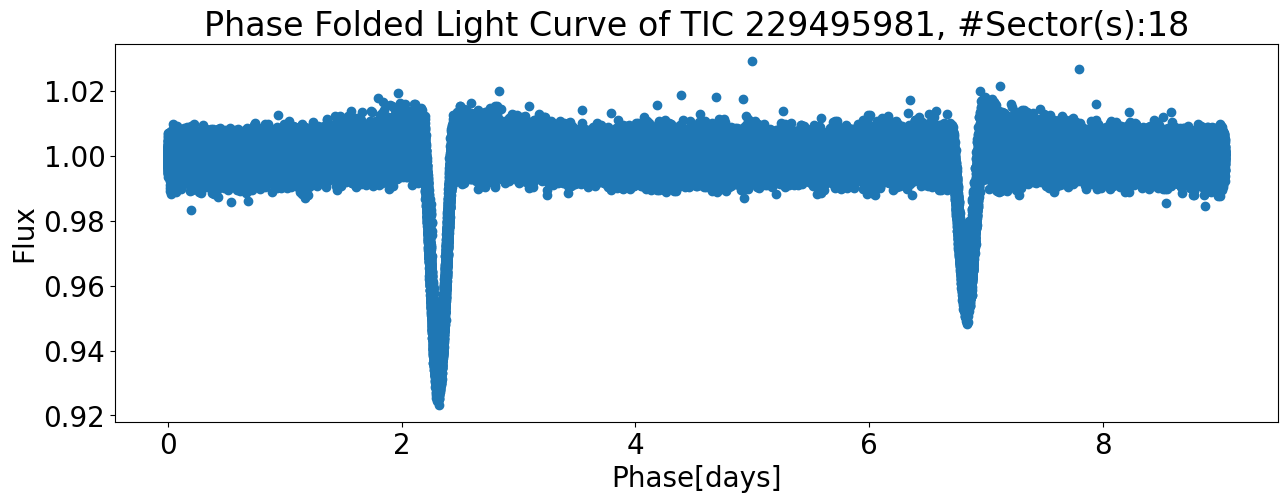 Phase Folded Light Curve of TIC 229495981, #Sector(s):18
Flux
1.02
1.00
0.98
0.96
0.94
0.92
0 2 4 6 8
Phase[days]